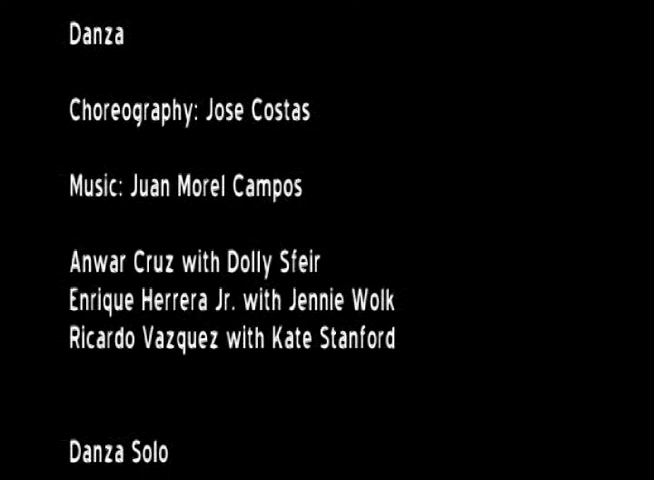 Danza
Choreography: Jose Costas
Music: Juan Morel Campos
Anwar Cruz with Dolly Sfeir
Enrique Herrera Jr. with Jennie Wolk
Ricardo Vazquez with Kate Stanford
Danza Solo